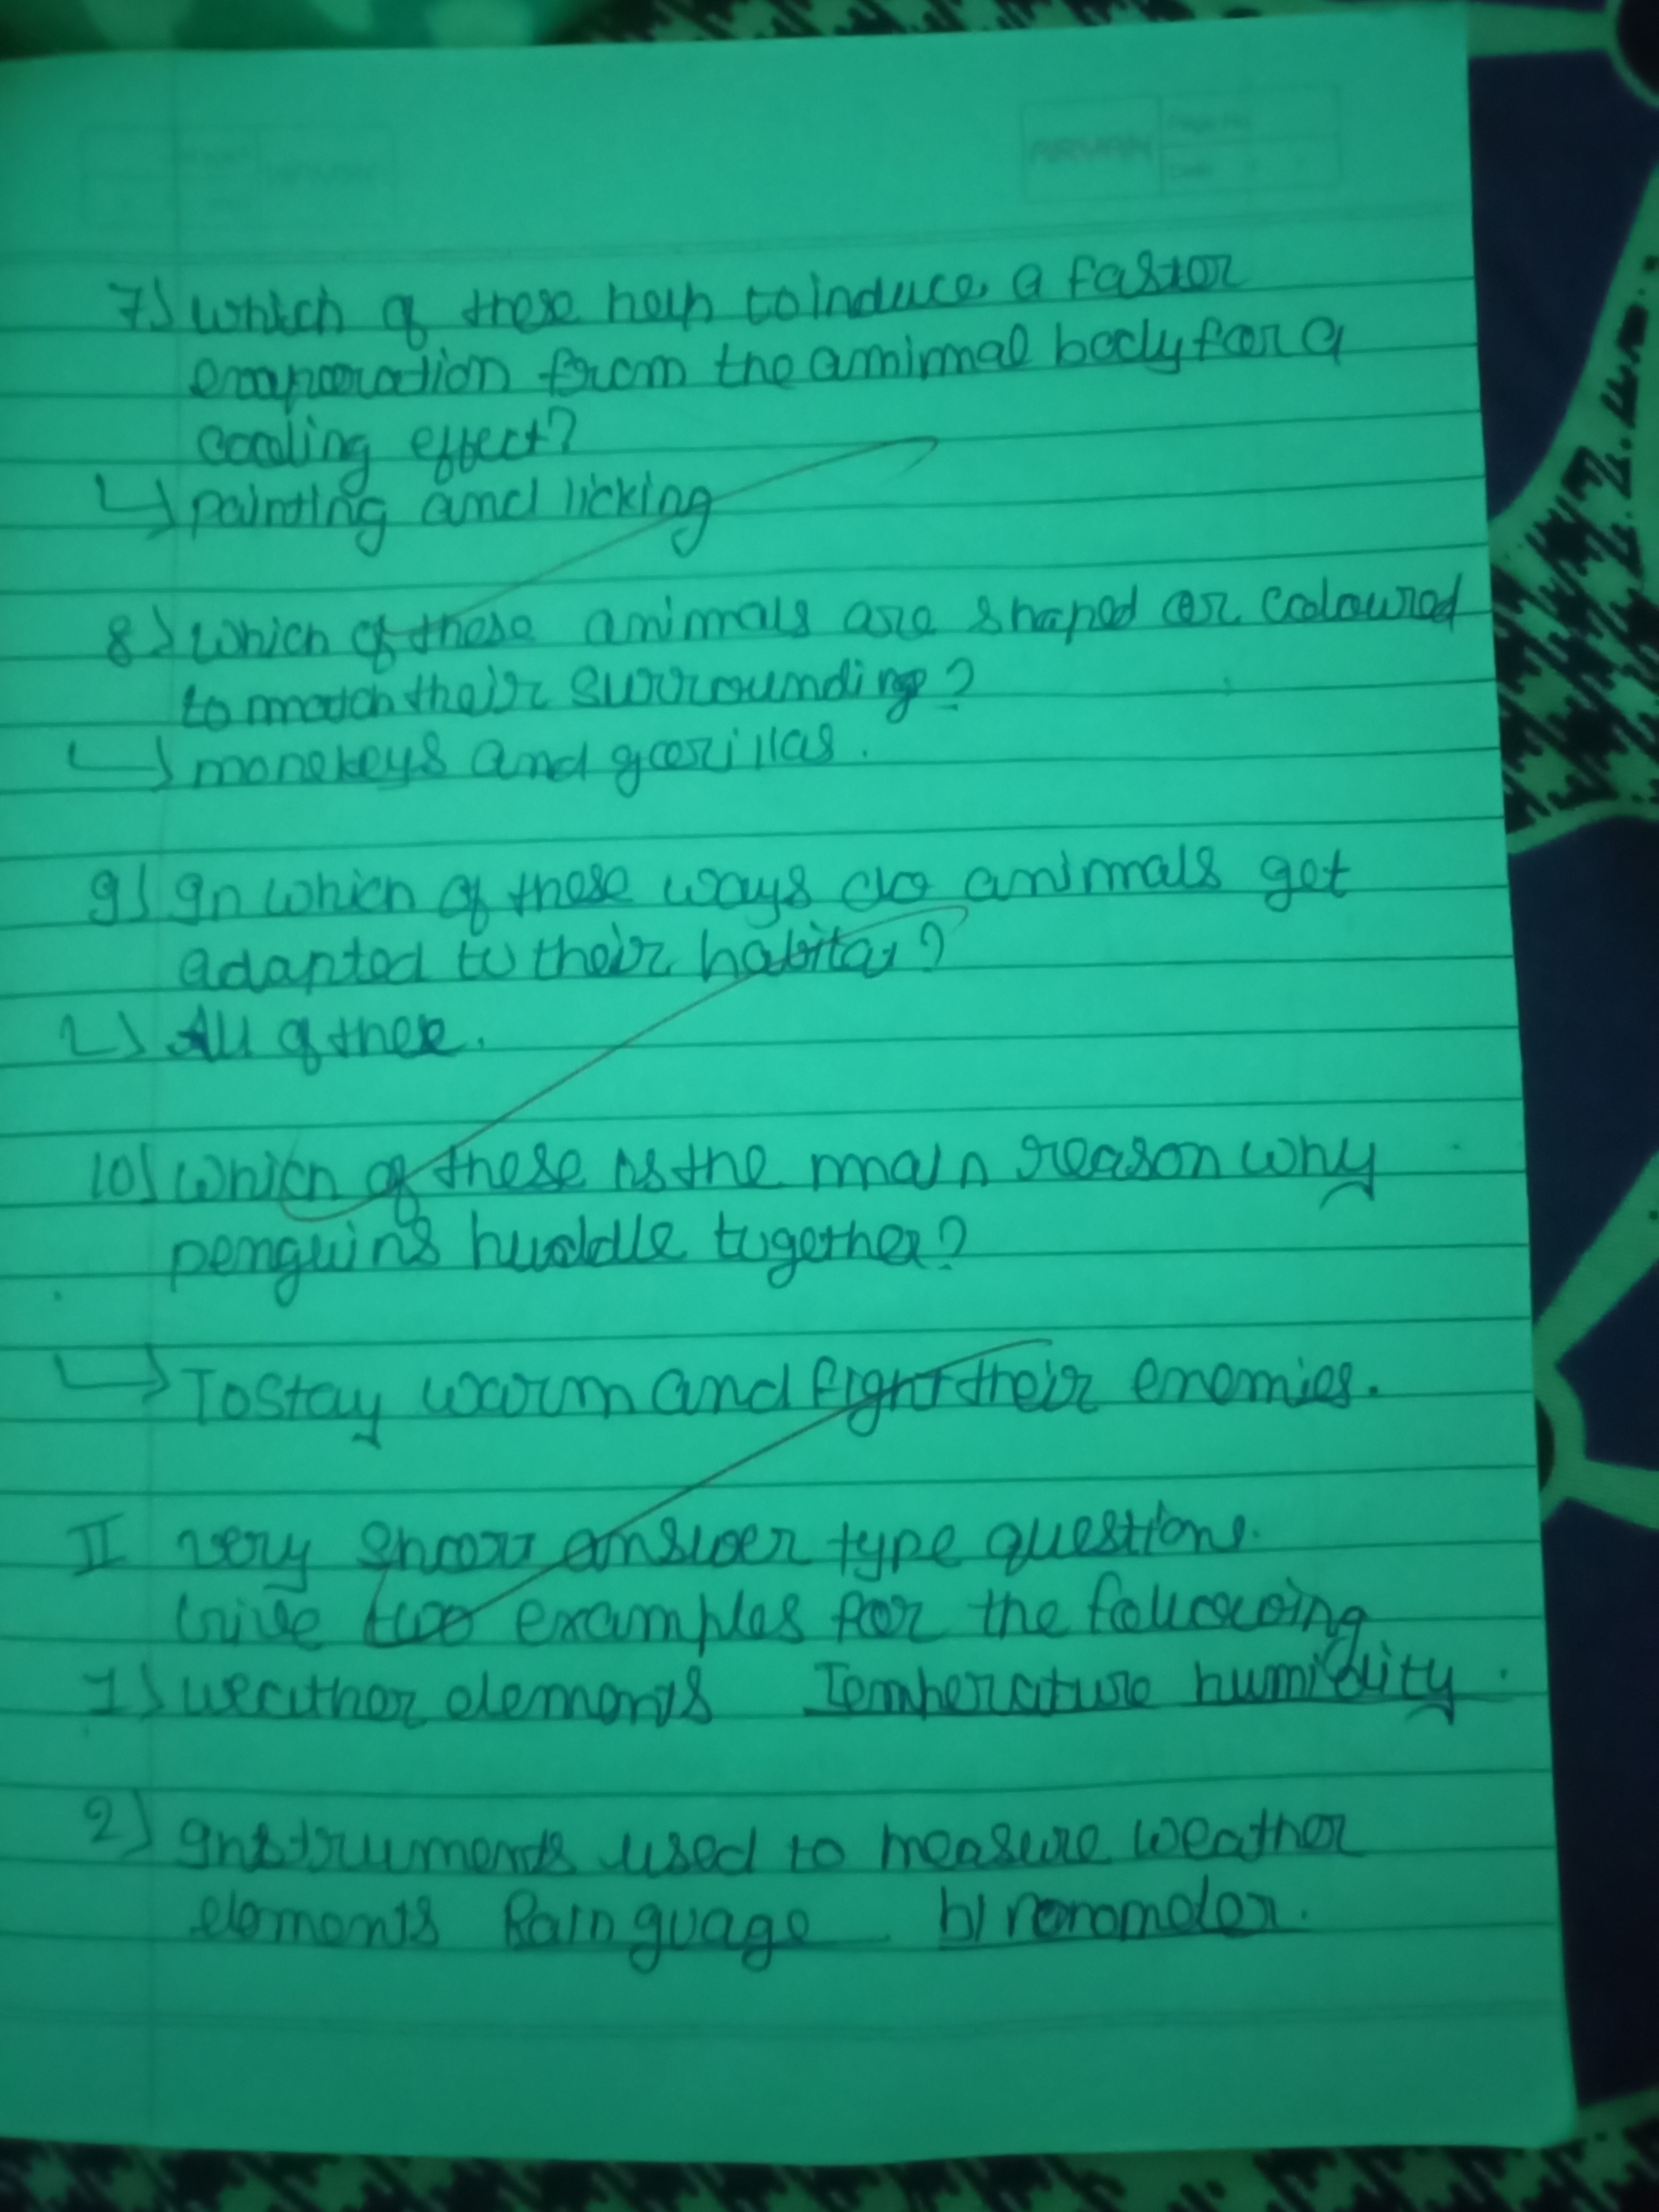 ARMAN
7) which of these help to induce a faster
evaporation from the amimal body for a
cooling effect?
↳ painting and licking
8) which of these animals are shaped or coloured
to match their surrounding?
↳ monekeys and gorillas.
9) In which of these ways do animals get
adapted to their habitat?
↳ All of thee.
10) which of these is the main reason why
penguins huddle together?
↳ To stay warm and fight their enemies.
II very short answer type questions.
Give two examples for the following
1) weather elements Temperature humidity.
2) Instruments used to measure weather
elements Rain guage